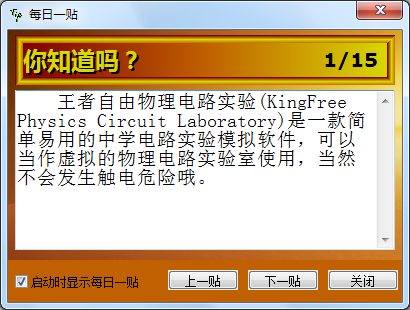 Tip 每日一贴
你知道吗？ 1/15
王者自由物理电路实验(KingFree
Physics Circuit Laboratory)是一款简
单易用的中学电路实验模拟软件，可以
当作虚拟的物理电路实验室使用，当然
不会发生触电危险哦。
启动时显示每日一贴 上一贴 下一贴 关闭